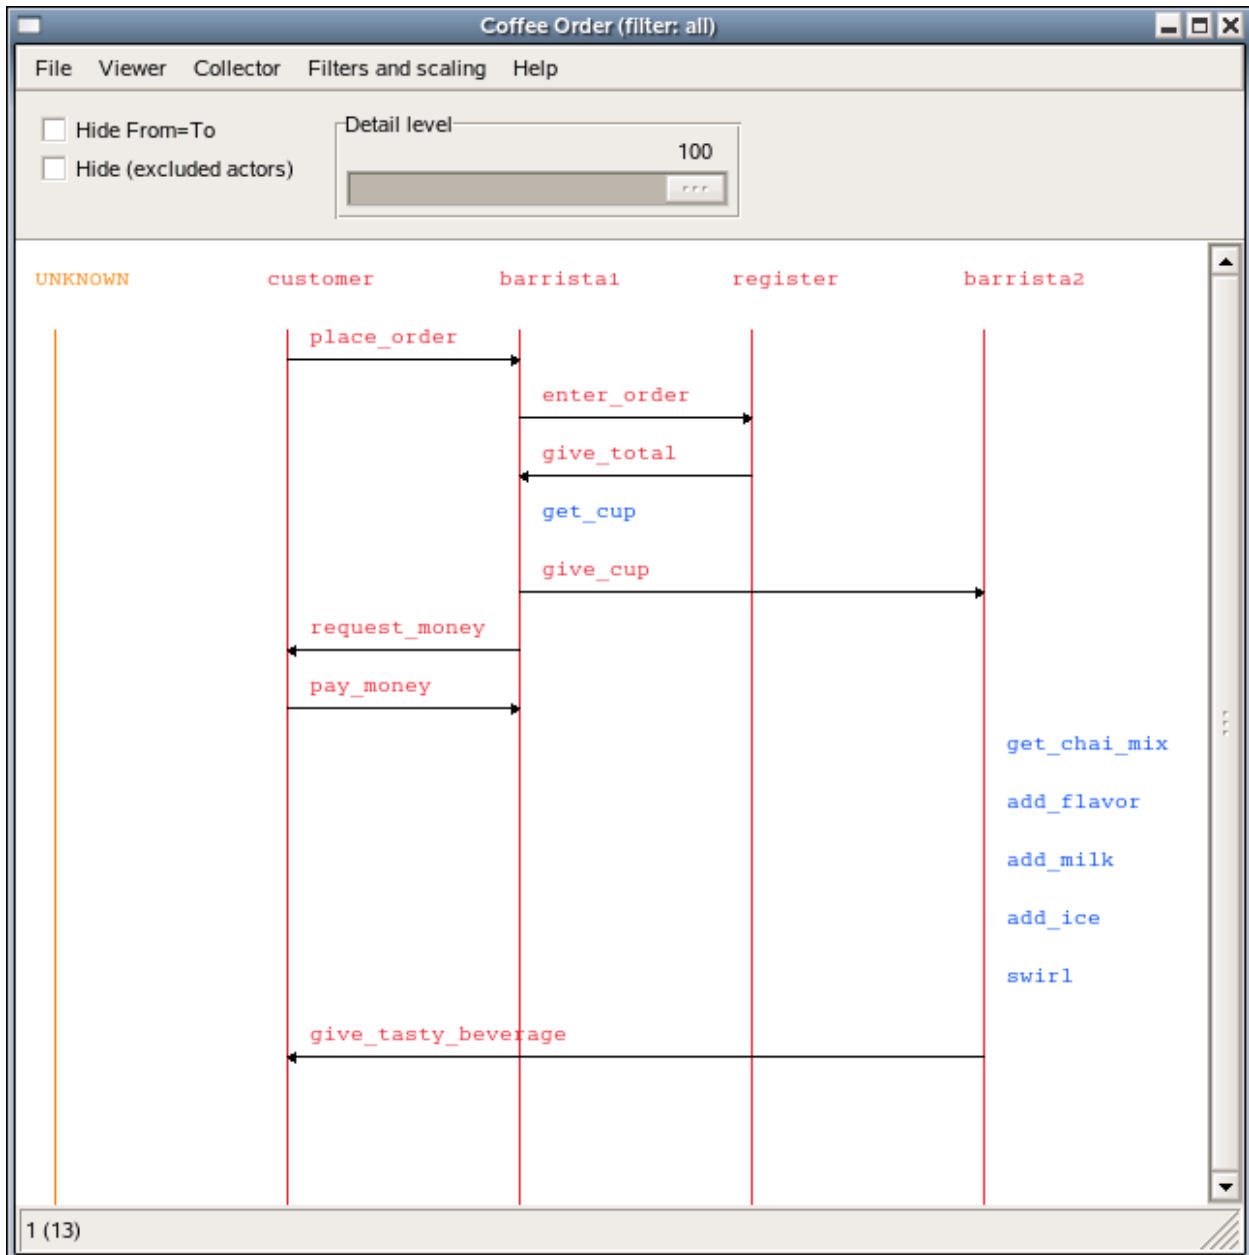 Coffee Order (filter: all)
File Viewer Collector Filters and scaling Help
Hide From=To
Hide (excluded actors)
Detail level
100
UNKNOWN customer barrista1 register barrista2
place_order
enter_order
give_total
get_cup
give_cup
request_money
pay_money
get_chai_mix
add_flavor
add_milk
add_ice
swirl
give_tasty_beverage
1 (13)